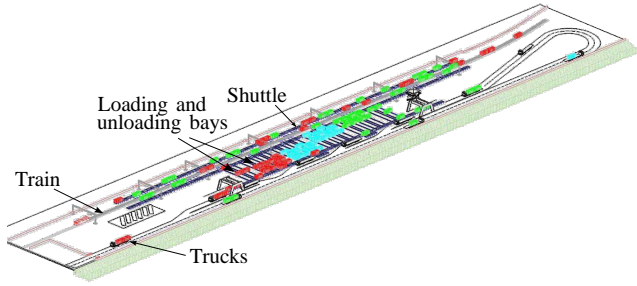 Loading and
unloading bays
Shuttle
Train
Trucks